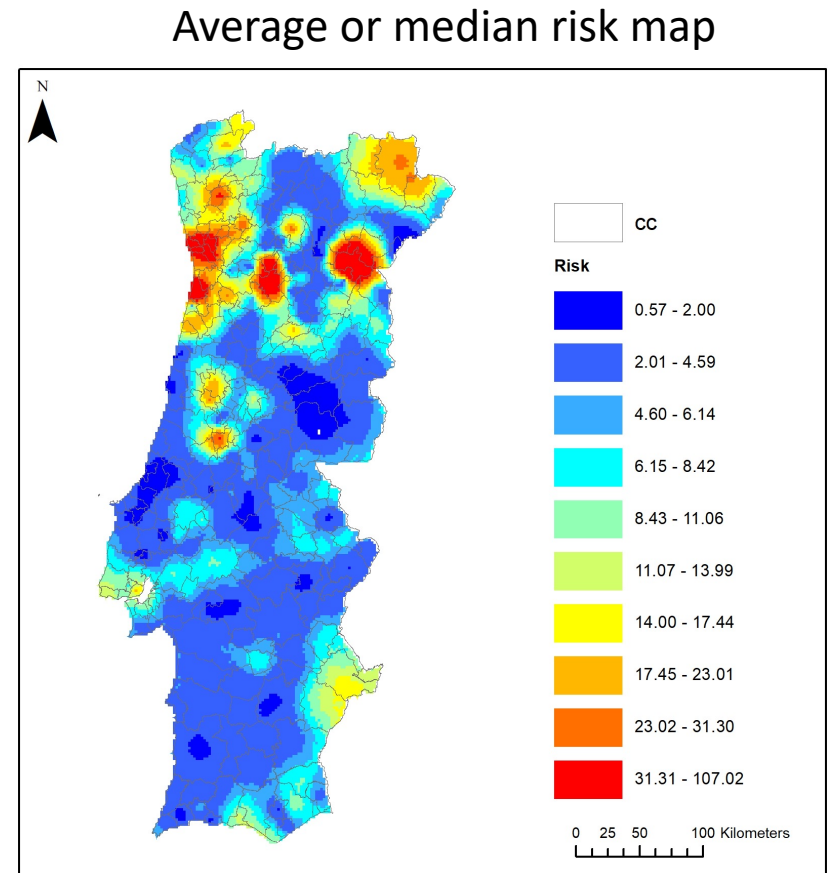 Average or median risk map
N
CC
Risk
0.57 - 2.00
2.01 - 4.59
4.60 - 6.14
6.15 - 8.42
8.43 - 11.06
11.07 - 13.99
14.00 - 17.44
17.45 - 23.01
23.02 - 31.30
31.31 - 107.02
0 25 50 100 Kilometers